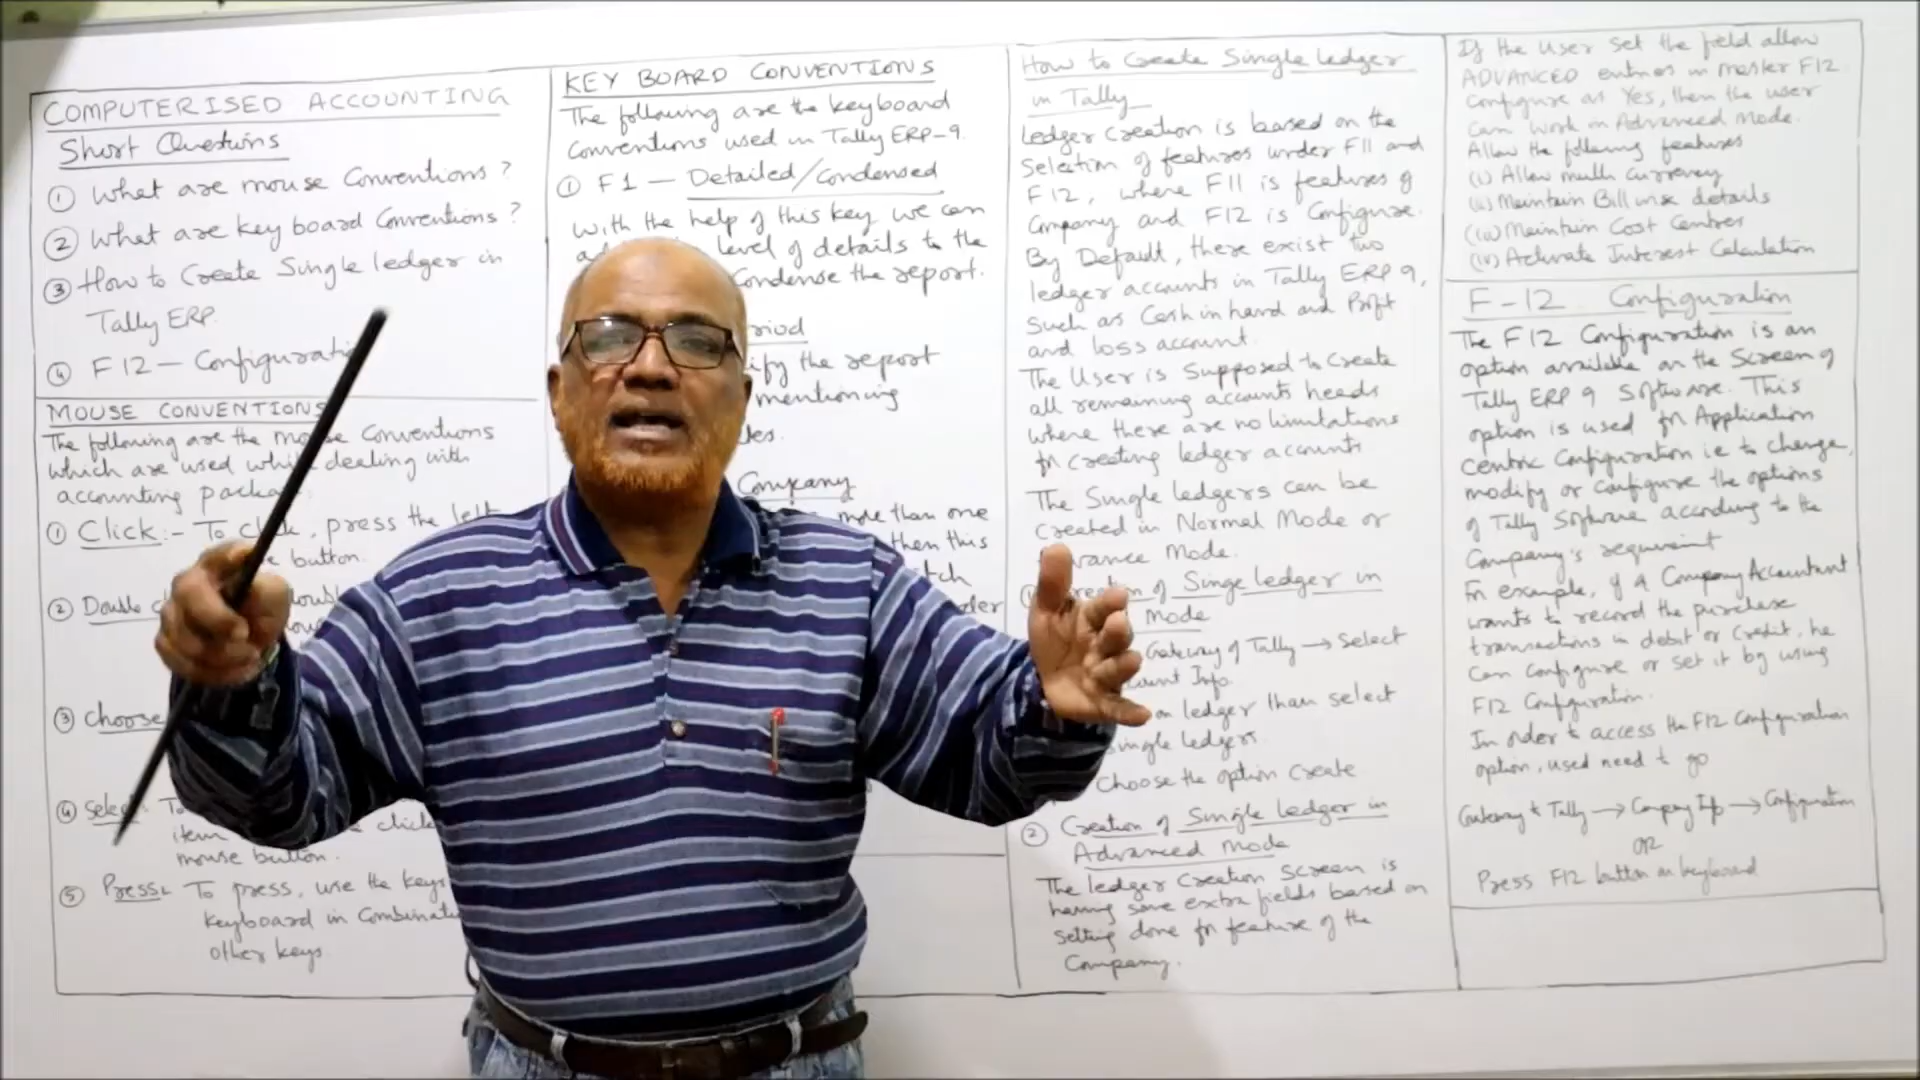 COMPUTERISED ACCOUNTING
Short Questions
① What are mouse Conventions?
② What are key board Conventions?
③ How to Create Single ledger in
Tally ERP.
④ F12 – Configurati
MOUSE CONVENTIONS
The following are the mouse Conventions
which are used while dealing with
accounting packag
① Click:- To click, press the left
button.
② Double
③ Choose
④ Select: To
item click
mouse button.
⑤ Press:- To press, use the keys
keyboard in Combinati
other keys
KEY BOARD CONVENTIONS
The following are the keyboard
Conventions used in Tally ERP-9.
① F1 – Detailed/Condensed
With the help of this key we can
level of details to the
Condense the report.
riod
ify the report
mentioning
tes.
Company
more than one
then this
tch
der
How to Create Single ledger
in Tally
Ledger Creation is based on the
Selection of features under F11 and
F12, where F11 is features of
Company and F12 is Configure.
By Default, there exist two
ledger accounts in Tally ERP 9,
Such as Cash in hand and Profit
and loss account.
The User is Supposed to Create
all remaining accounts heads
where there are no limitations
for creating ledger accounts
The Single ledgers can be
created in Normal Mode or
vance Mode.
① reation of Singe ledger in
Mode
Gateway of Tally → Select
count Info.
on ledger than select
ingle ledgers.
Choose the option Create
② Creation of Single ledger in
Advanced Mode
The ledger Creation Screen is
having some extra fields based on
setting done for feature of the
Company.
If the User set the field allow
ADVANCED entries in master F12
Configure as Yes, then the user
Can work in Advanced Mode.
Allow the following features
(i) Allow multi Currency
(ii) Maintain Bill wise details
(iii) Maintain Cost Centres
(iv) Activate Interest Calculation
F-12 Configuration
The F12 Configuration is an
option available on the Screen of
Tally ERP 9 Software. This
option is used for Application
Centric Configuration ie to change,
modify or Configure the options
of Tally Software according to the
Company's requirement
For example, if a Company Accountant
wants to record the purchase
transactions in debit or credit, he
Can Configure or set it by using
F12 Configuration.
In order to access the F12 Configuration
option, used need to go
Gateway of Tally → Company Info → Configuration
OR
Press F12 button on keyboard